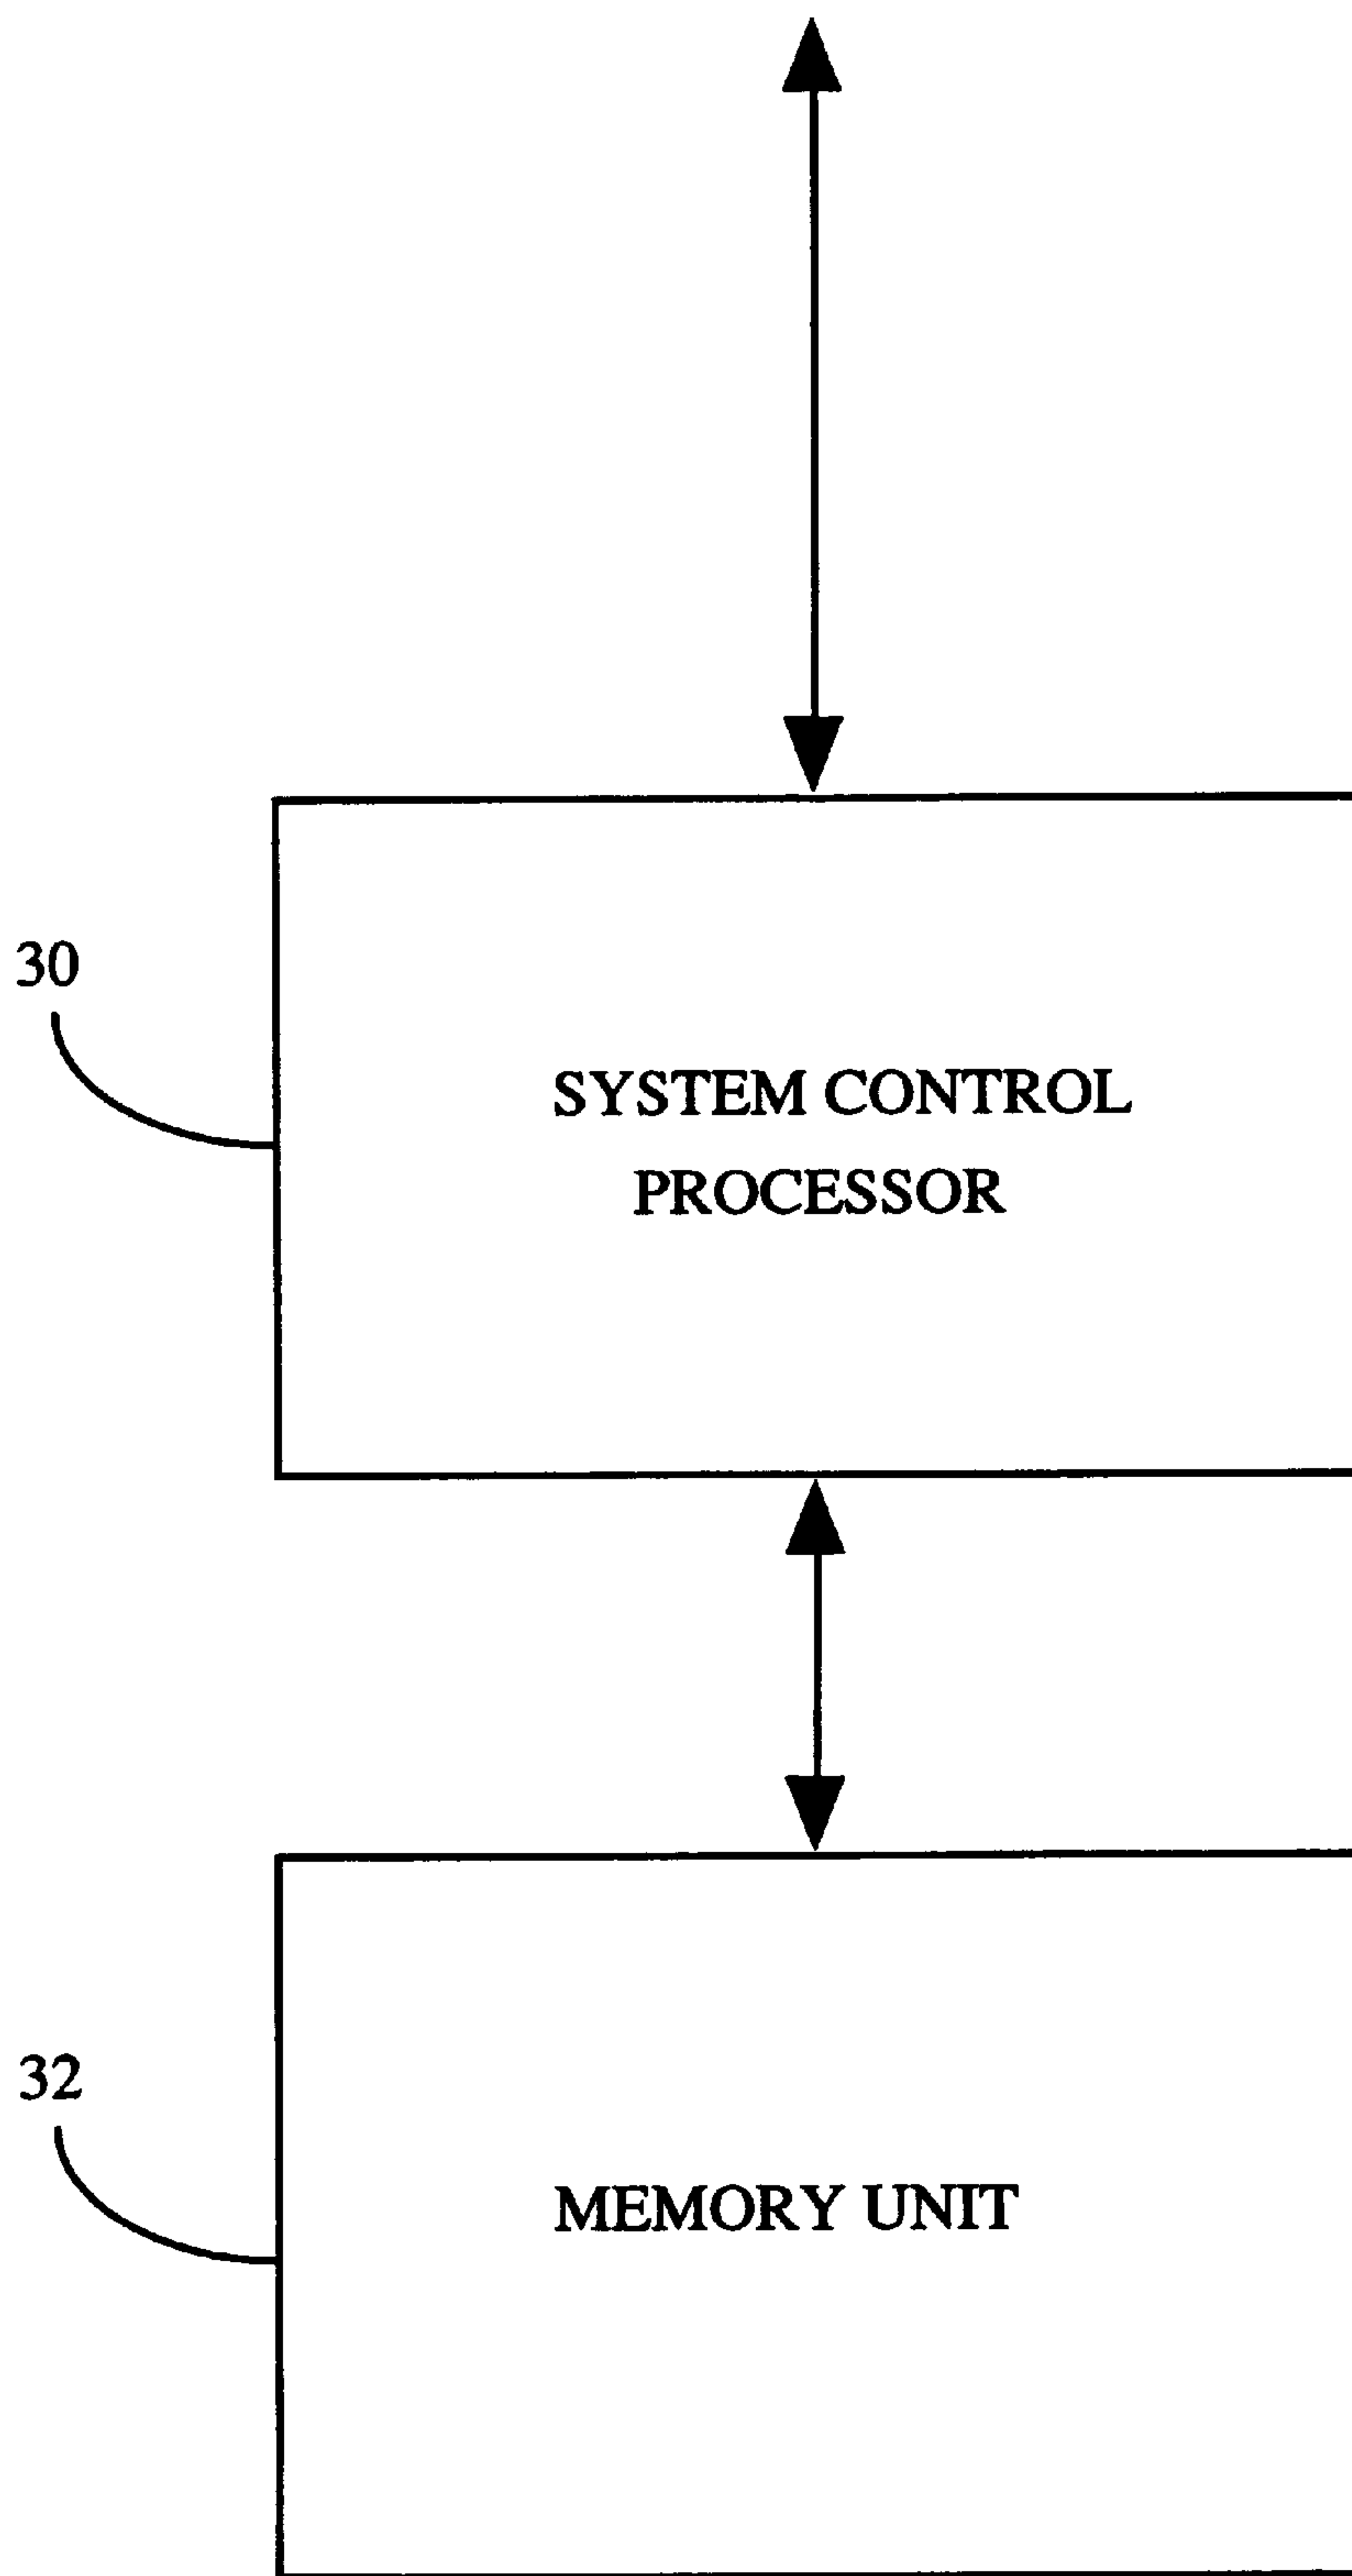 30
SYSTEM CONTROL
PROCESSOR
32
MEMORY UNIT